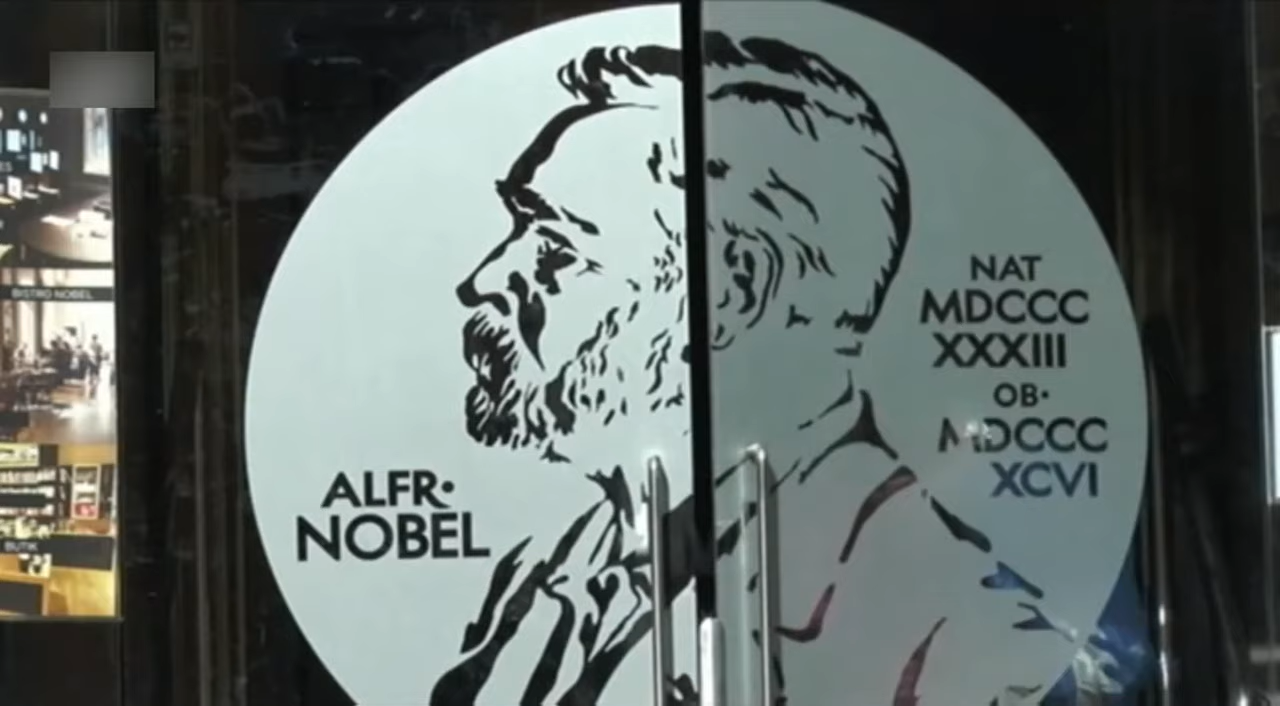 BISTRO NOBEL
NAT
MDCCC
XXXIII
OB·
MDCCC
XCVI
ALFR·
NOBEL